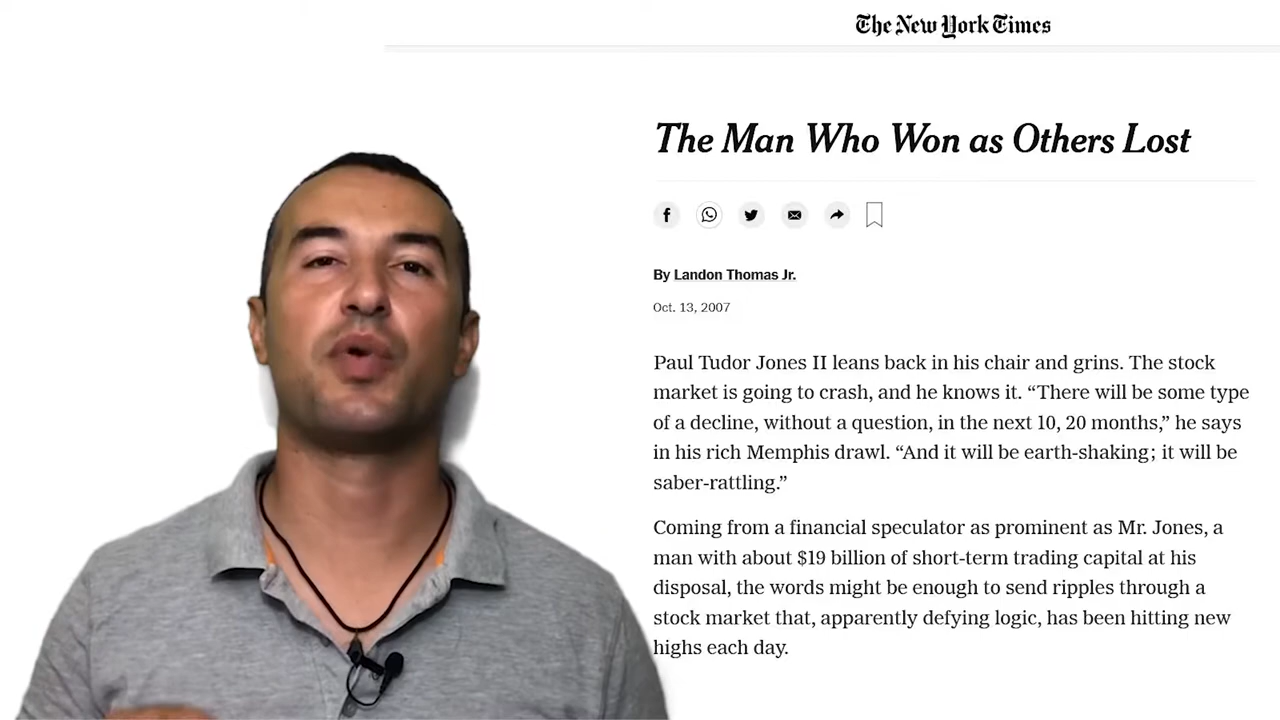 The New York Times
The Man Who Won as Others Lost
By Landon Thomas Jr.
Oct. 13, 2007
Paul Tudor Jones II leans back in his chair and grins. The stock
market is going to crash, and he knows it. “There will be some type
of a decline, without a question, in the next 10, 20 months,” he says
in his rich Memphis drawl. “And it will be earth-shaking; it will be
saber-rattling.”
Coming from a financial speculator as prominent as Mr. Jones, a
man with about $19 billion of short-term trading capital at his
disposal, the words might be enough to send ripples through a
stock market that, apparently defying logic, has been hitting new
highs each day.